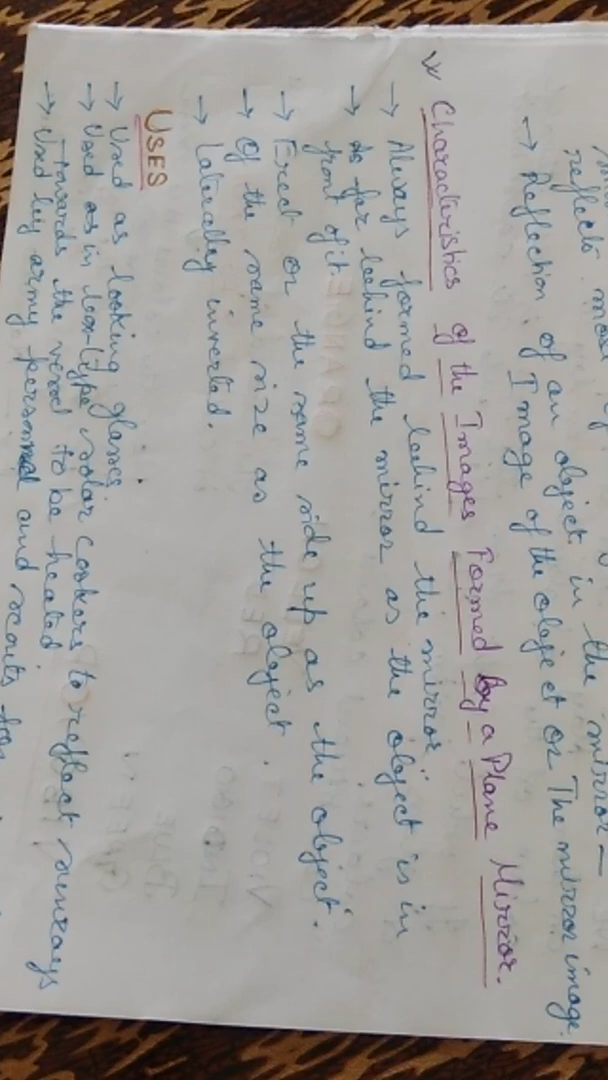 reflects
→ Reflection of an object in the mirror —
Image of the object or The mirror image.
Characteristics of the Images Formed by a Plane Mirror.
→ Always formed behind the mirror
→ As far behind the mirror as the object is in
front of it.
→ Erect or the same side up as the object.
→ Of the same size as the object.
→ Laterally inverted.
USES
→ Used as looking glasses
→ Used as in box-type solar cookers to reflect sunrays
towards the vessel to be heated
→ Used by army personnel and scouts